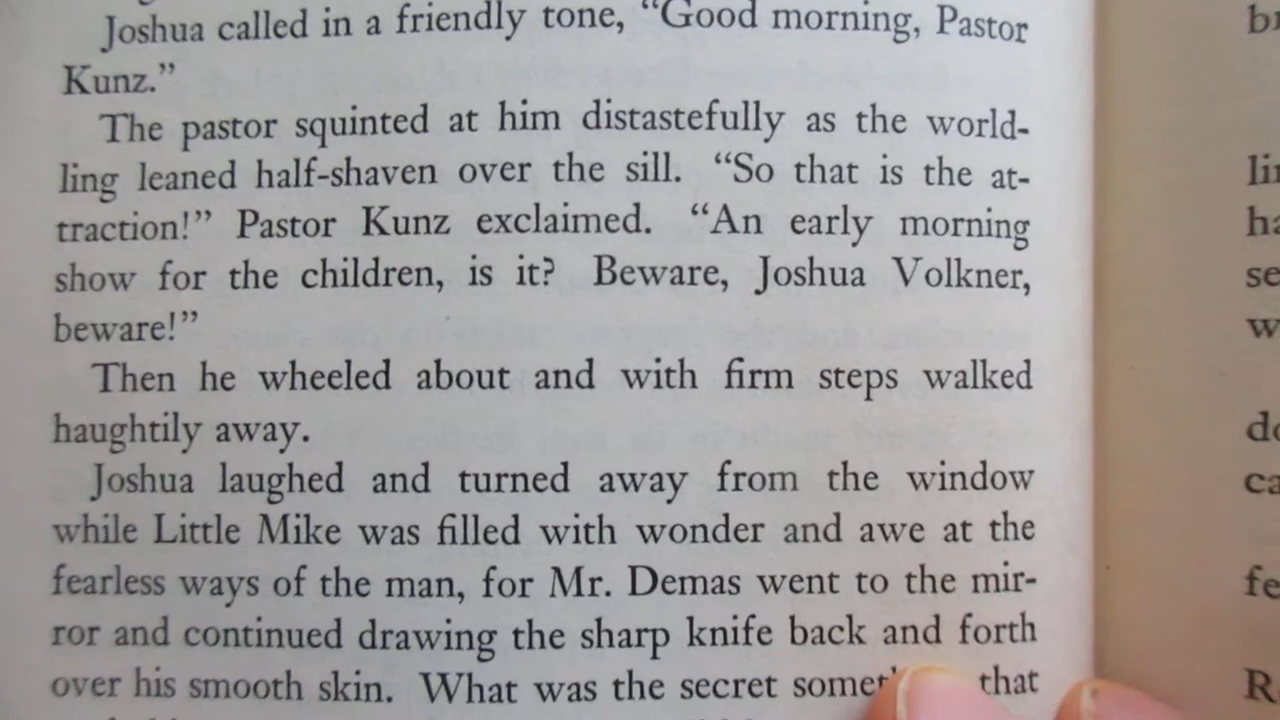 Joshua called in a friendly tone, “Good morning, Pastor
Kunz.”
The pastor squinted at him distastefully as the world-
ling leaned half-shaven over the sill. “So that is the at-
traction!” Pastor Kunz exclaimed. “An early morning
show for the children, is it? Beware, Joshua Volkner,
beware!”
Then he wheeled about and with firm steps walked
haughtily away.
Joshua laughed and turned away from the window
while Little Mike was filled with wonder and awe at the
fearless ways of the man, for Mr. Demas went to the mir-
ror and continued drawing the sharp knife back and forth
over his smooth skin. What was the secret that